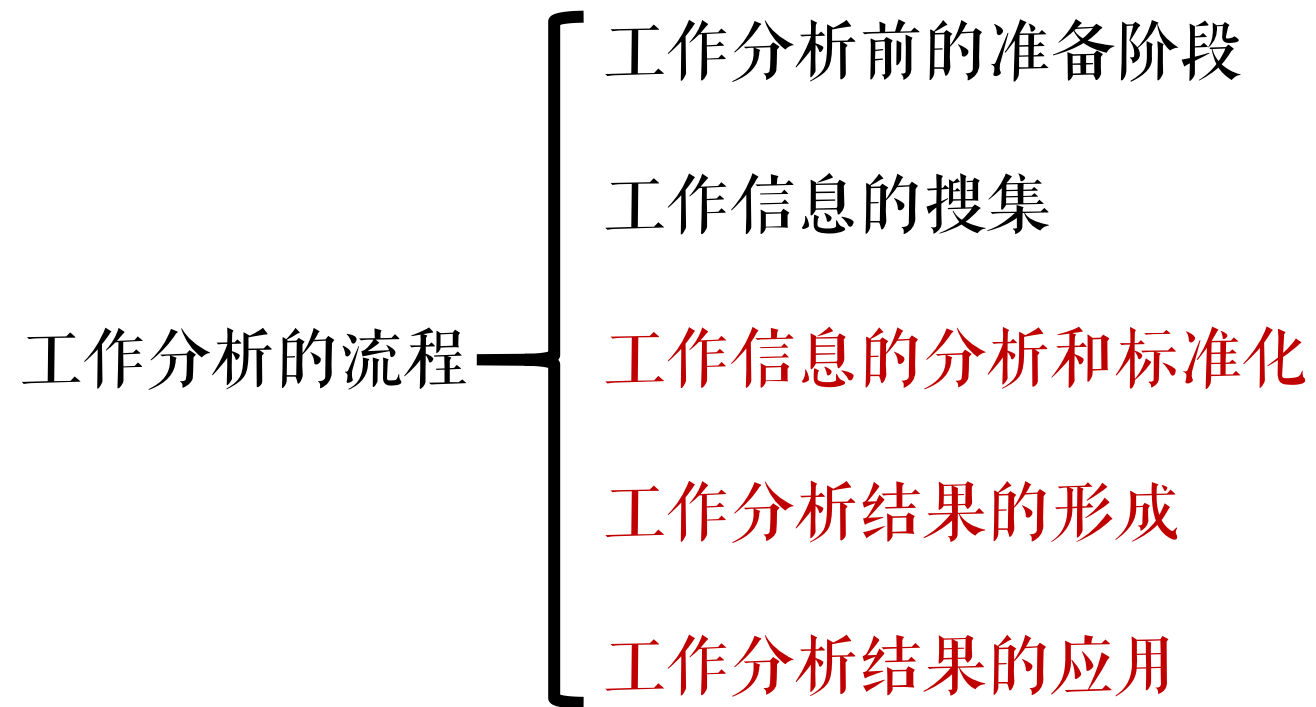 工作分析的流程
工作分析前的准备阶段
工作信息的搜集
工作信息的分析和标准化
工作分析结果的形成
工作分析结果的应用